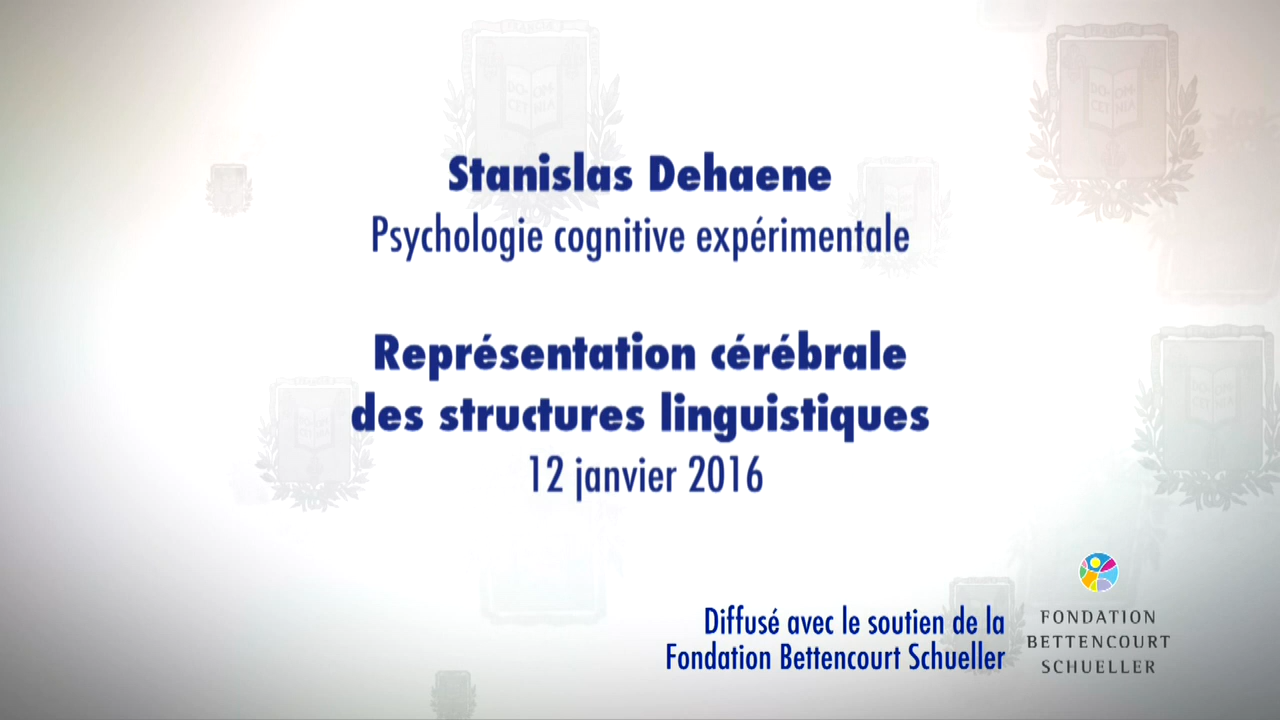 Stanislas Dehaene
Psychologie cognitive expérimentale
Représentation cérébrale
des structures linguistiques
12 janvier 2016
Diffusé avec le soutien de la
Fondation Bettencourt Schueller
FONDATION
BETTENCOURT
SCHUELLER